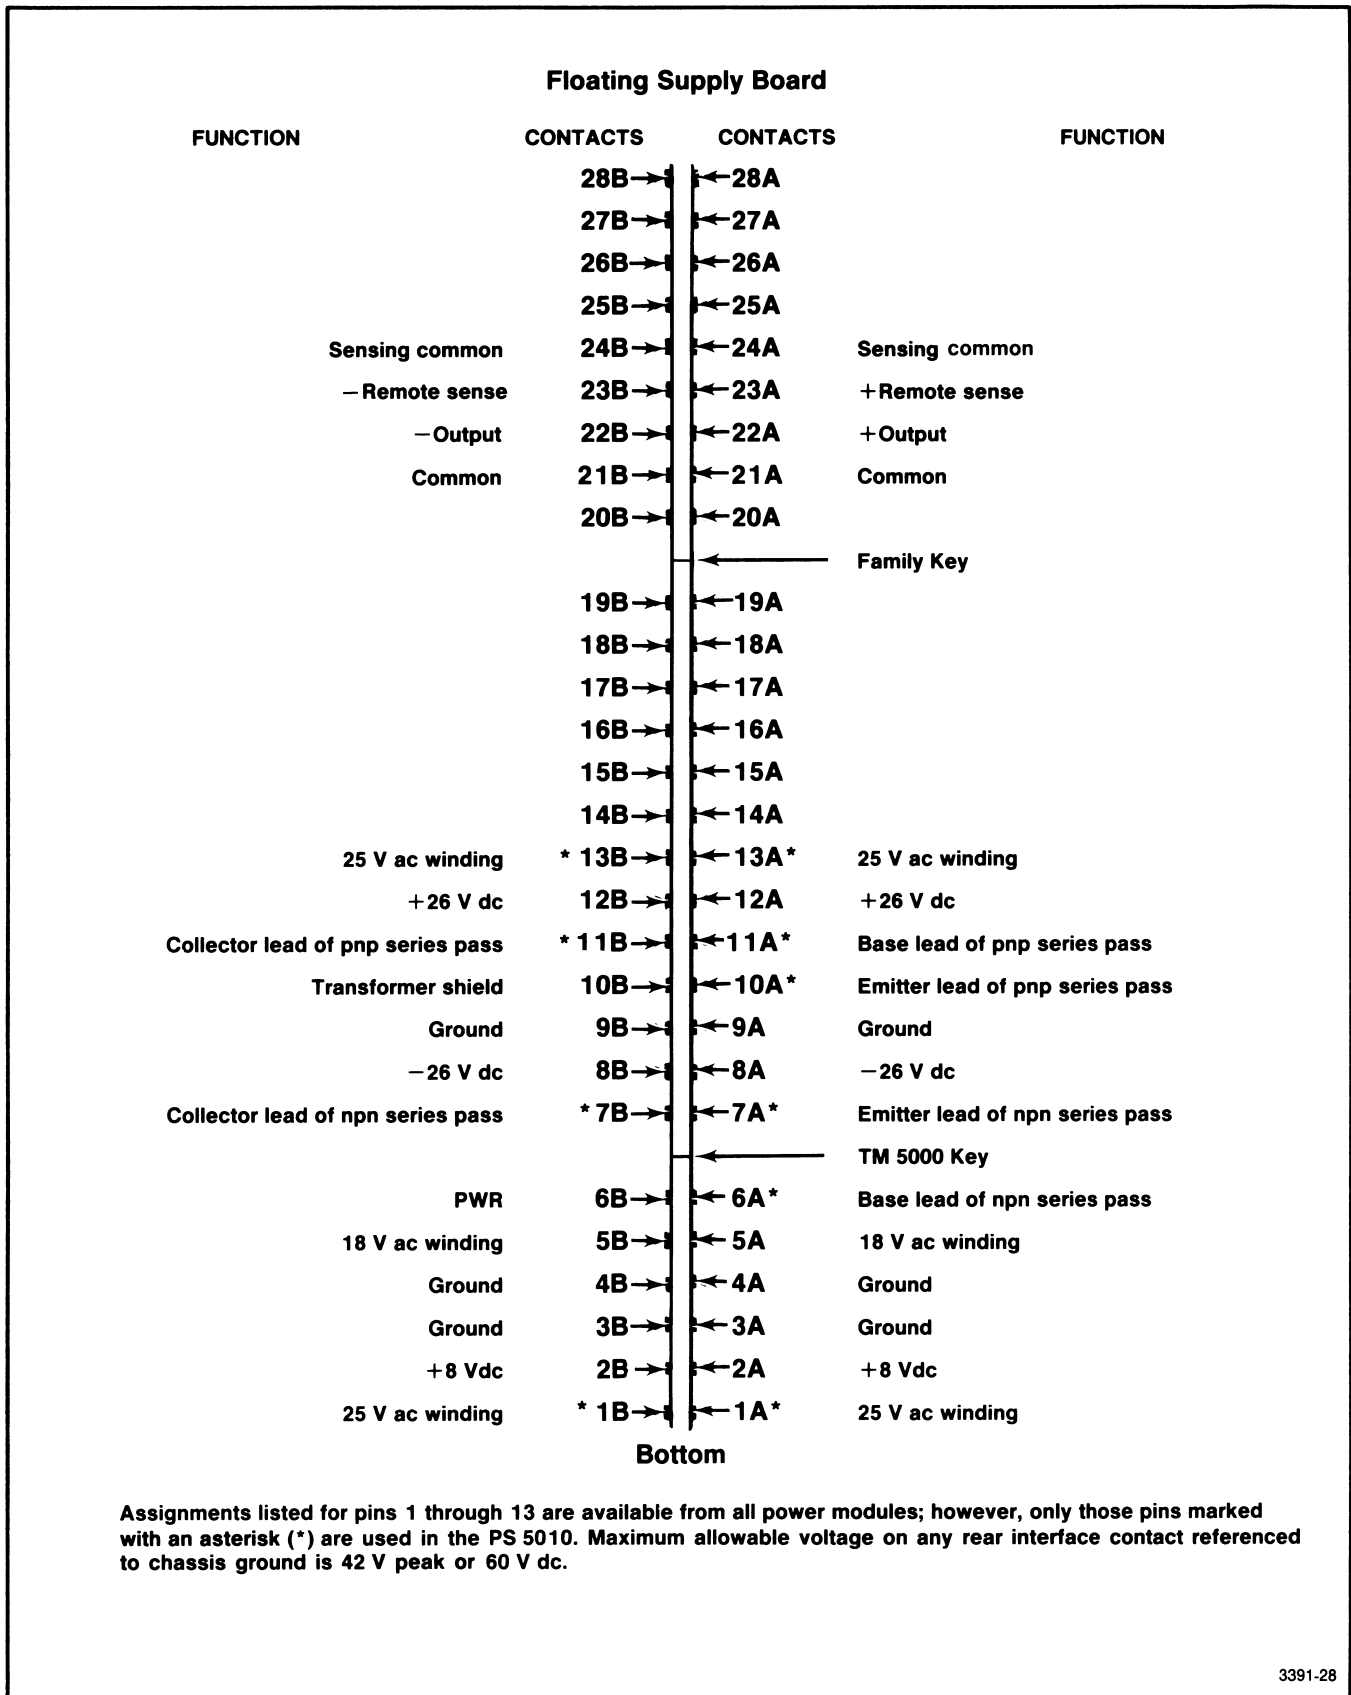 Floating Supply Board
FUNCTION CONTACTS CONTACTS FUNCTION
28B 28A
27B 27A
26B 26A
25B 25A
Sensing common 24B 24A Sensing common
−Remote sense 23B 23A +Remote sense
−Output 22B 22A +Output
Common 21B 21A Common
20B 20A
Family Key
19B 19A
18B 18A
17B 17A
16B 16A
15B 15A
14B 14A
25 V ac winding * 13B 13A* 25 V ac winding
+26 V dc 12B 12A +26 V dc
Collector lead of pnp series pass * 11B 11A* Base lead of pnp series pass
Transformer shield 10B 10A* Emitter lead of pnp series pass
Ground 9B 9A Ground
−26 V dc 8B 8A −26 V dc
Collector lead of npn series pass * 7B 7A* Emitter lead of npn series pass
TM 5000 Key
PWR 6B 6A* Base lead of npn series pass
18 V ac winding 5B 5A 18 V ac winding
Ground 4B 4A Ground
Ground 3B 3A Ground
+8 Vdc 2B 2A +8 Vdc
25 V ac winding * 1B 1A* 25 V ac winding
Bottom
Assignments listed for pins 1 through 13 are available from all power modules; however, only those pins marked
with an asterisk (*) are used in the PS 5010. Maximum allowable voltage on any rear interface contact referenced
to chassis ground is 42 V peak or 60 V dc.
3391-28